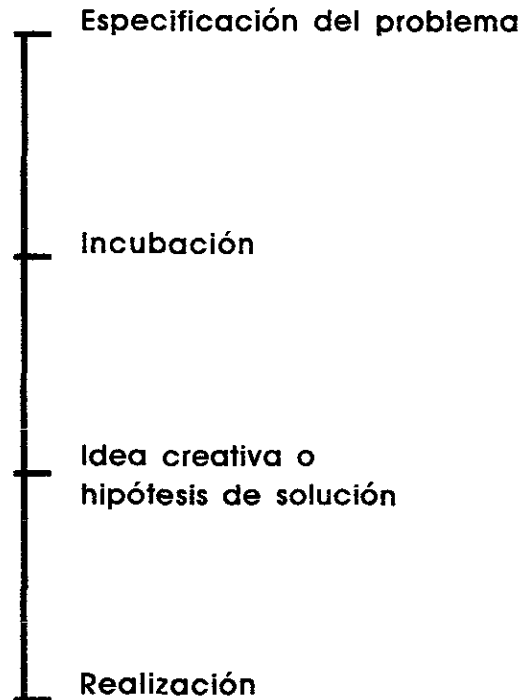 Especificación del problema
Incubación
Idea creativa o
hipótesis de solución
Realización